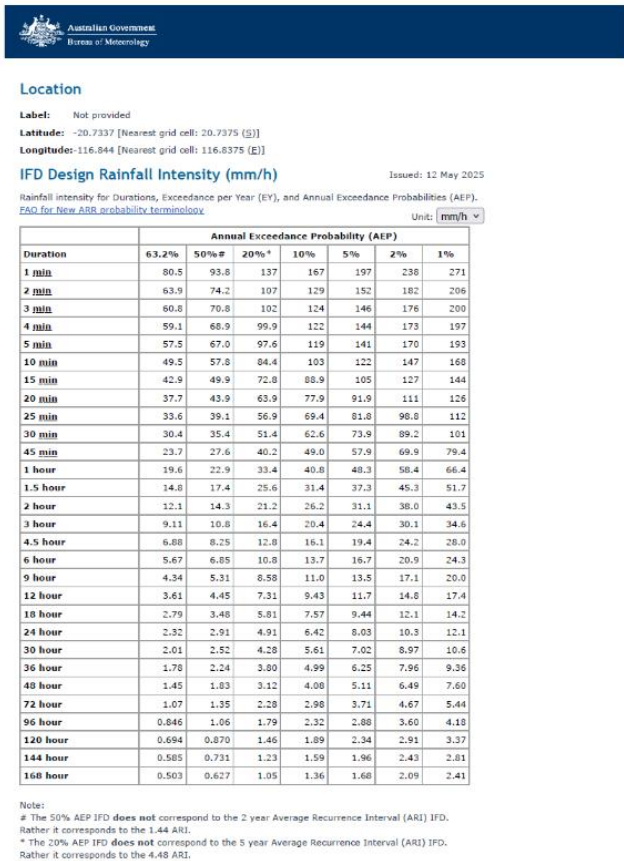 Australian Government
Bureau of Meteorology
Location
Label: Not provided
Latitude: -20.7337 [Nearest grid cell: 20.7375 (S)]
Longitude:-116.844 [Nearest grid cell: 116.8375 (E)]
IFD Design Rainfall Intensity (mm/h) Issued: 12 May 2025
Rainfall intensity for Durations, Exceedance per Year (EY), and Annual Exceedance Probabilities (AEP).
FAQ for New ARR probability terminology
Unit: mm/h
Annual Exceedance Probability (AEP)
Duration 63.2% 50%# 20%* 10% 5% 2% 1%
1 min 80.5 93.8 137 167 197 238 271
2 min 63.9 74.2 107 129 152 182 206
3 min 60.8 70.8 102 124 146 176 200
4 min 59.1 68.9 99.9 122 144 173 197
5 min 57.5 67.0 97.6 119 141 170 193
10 min 49.5 57.8 84.4 103 122 147 168
15 min 42.9 49.9 72.8 88.9 105 127 144
20 min 37.7 43.9 63.9 77.9 91.9 111 126
25 min 33.6 39.1 56.9 69.4 81.8 98.8 112
30 min 30.4 35.4 51.4 62.6 73.9 89.2 101
45 min 23.7 27.6 40.2 49.0 57.9 69.9 79.4
1 hour 19.6 22.9 33.4 40.8 48.3 58.4 66.4
1.5 hour 14.8 17.4 25.6 31.4 37.3 45.3 51.7
2 hour 12.1 14.3 21.2 26.2 31.1 38.0 43.5
3 hour 9.11 10.8 16.4 20.4 24.4 30.1 34.6
4.5 hour 6.88 8.25 12.8 16.1 19.4 24.2 28.0
6 hour 5.67 6.85 10.8 13.7 16.7 20.9 24.3
9 hour 4.34 5.31 8.58 11.0 13.5 17.1 20.0
12 hour 3.61 4.45 7.31 9.43 11.7 14.8 17.4
18 hour 2.79 3.48 5.81 7.57 9.44 12.1 14.2
24 hour 2.32 2.91 4.91 6.42 8.03 10.3 12.1
30 hour 2.01 2.52 4.28 5.61 7.02 8.97 10.6
36 hour 1.78 2.24 3.80 4.99 6.25 7.96 9.36
48 hour 1.45 1.83 3.12 4.08 5.11 6.49 7.60
72 hour 1.07 1.35 2.28 2.98 3.71 4.67 5.44
96 hour 0.846 1.06 1.79 2.32 2.88 3.60 4.18
120 hour 0.694 0.870 1.46 1.89 2.34 2.91 3.37
144 hour 0.585 0.731 1.23 1.59 1.96 2.43 2.81
168 hour 0.503 0.627 1.05 1.36 1.68 2.09 2.41
Note:
# The 50% AEP IFD does not correspond to the 2 year Average Recurrence Interval (ARI) IFD.
Rather it corresponds to the 1.44 ARI.
* The 20% AEP IFD does not correspond to the 5 year Average Recurrence Interval (ARI) IFD.
Rather it corresponds to the 4.48 ARI.